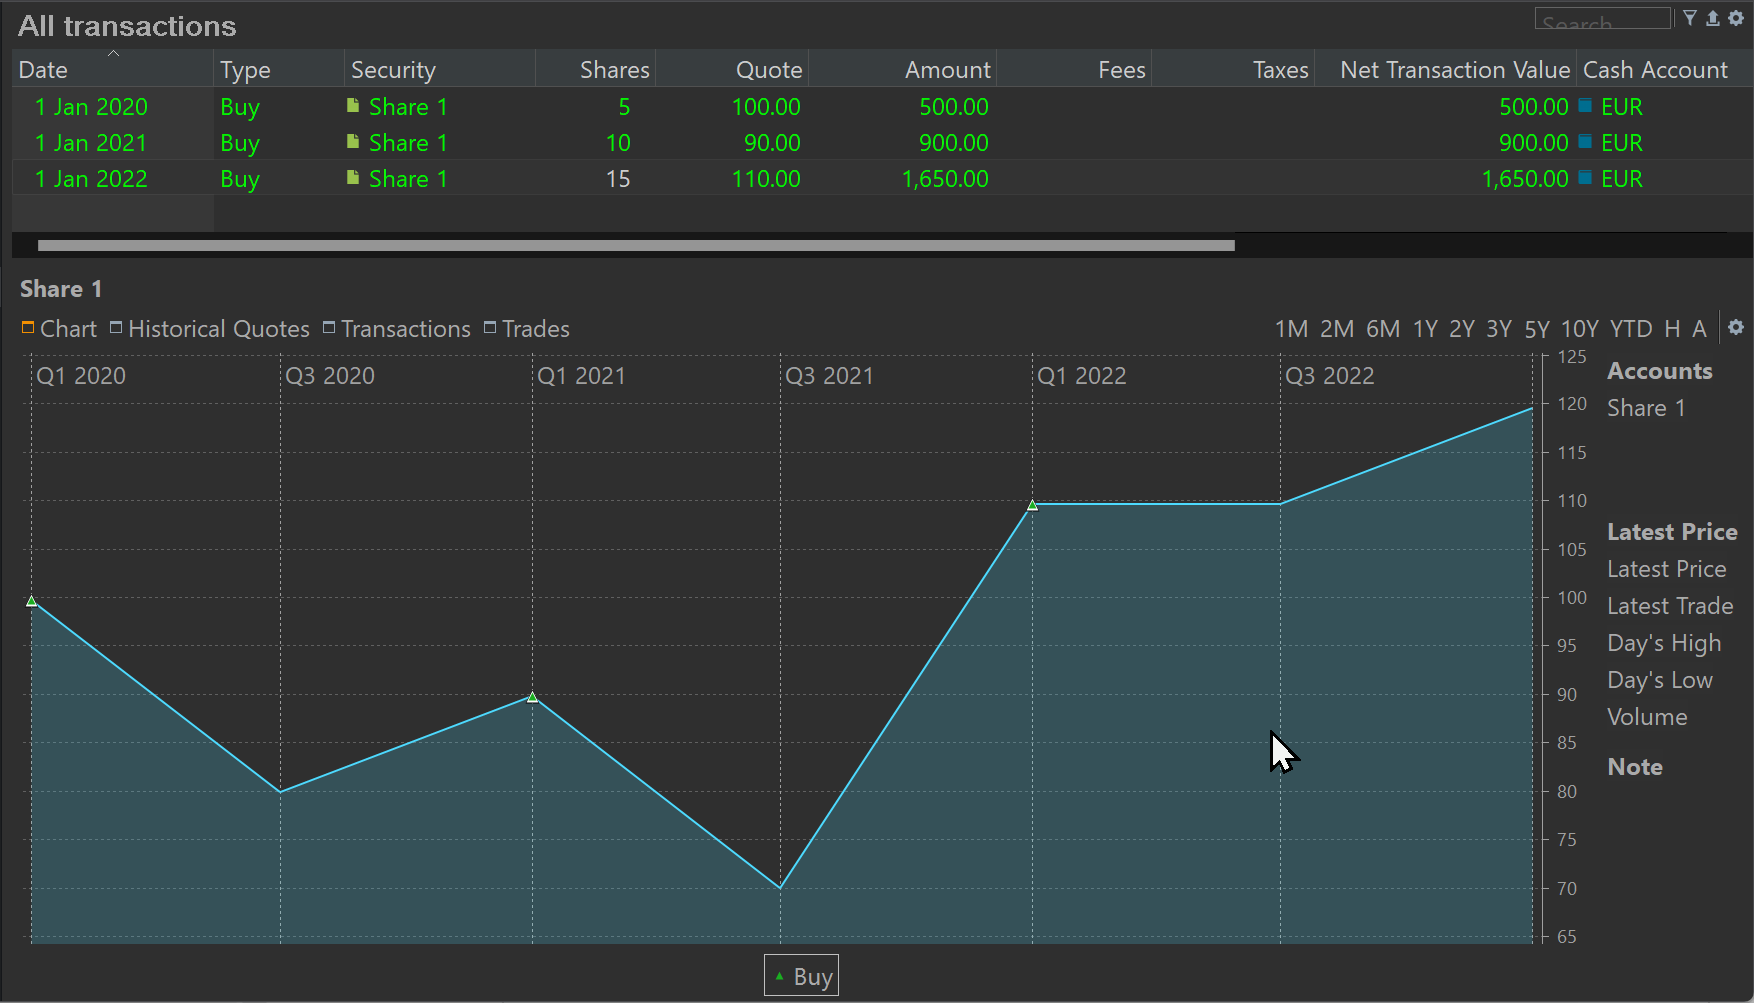 All transactions
Search
Date Type Security Shares Quote Amount Fees Taxes Net Transaction Value Cash Account
1 Jan 2020 Buy Share 1 5 100.00 500.00 500.00 EUR
1 Jan 2021 Buy Share 1 10 90.00 900.00 900.00 EUR
1 Jan 2022 Buy Share 1 15 110.00 1,650.00 1,650.00 EUR
Share 1
Chart Historical Quotes Transactions Trades 1M 2M 6M 1Y 2Y 3Y 5Y 10Y YTD H A
Q1 2020 Q3 2020 Q1 2021 Q3 2021 Q1 2022 Q3 2022
125
120
115
110
105
100
95
90
85
80
75
70
65
Accounts
Share 1
Latest Price
Latest Price
Latest Trade
Day's High
Day's Low
Volume
Note
Buy